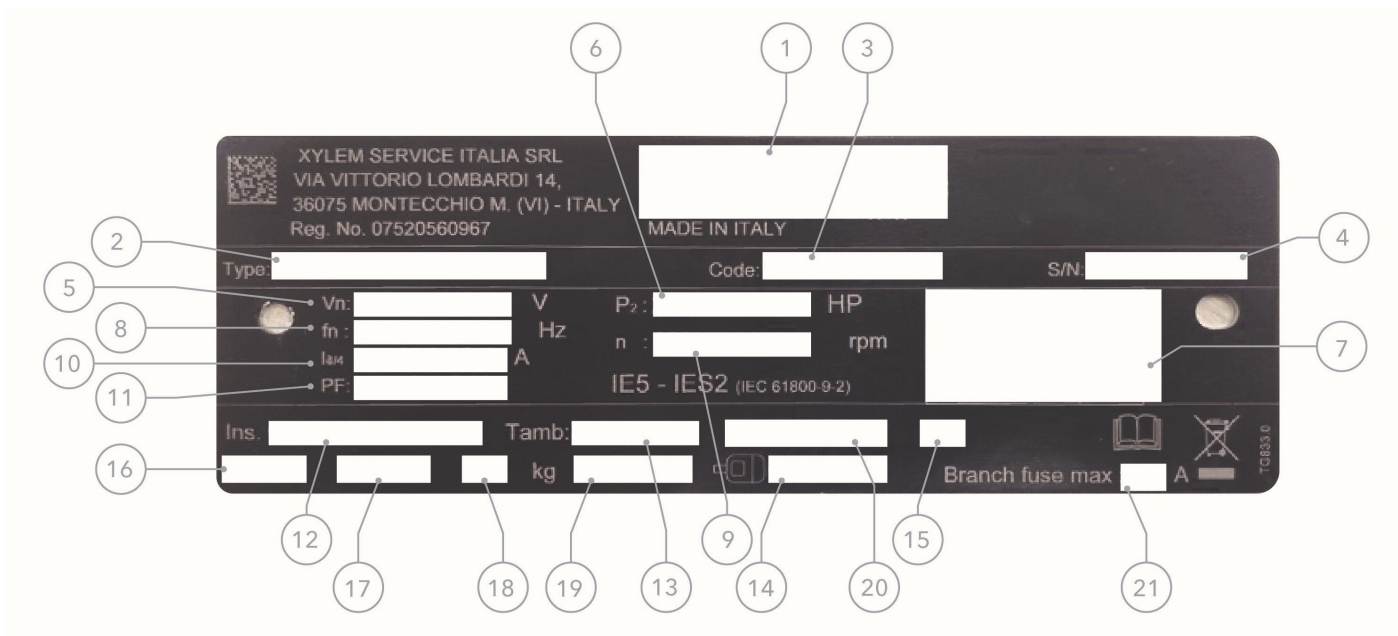 6
1
3
XYLEM SERVICE ITALIA SRL
VIA VITTORIO LOMBARDI 14,
36075 MONTECCHIO M. (VI) - ITALY
Reg. No. 07520560967
MADE IN ITALY
2
4
Type:
Code:
S/N:
5
Vn: V
P2 : HP
8
fn : Hz
n : rpm
7
10
A
11
PF:
IE5 - IES2 (IEC 61800-9-2)
Ins.
Tamb:
TG833.0
16
kg
Branch fuse max A
12
9
15
17
18
19
13
14
20
21